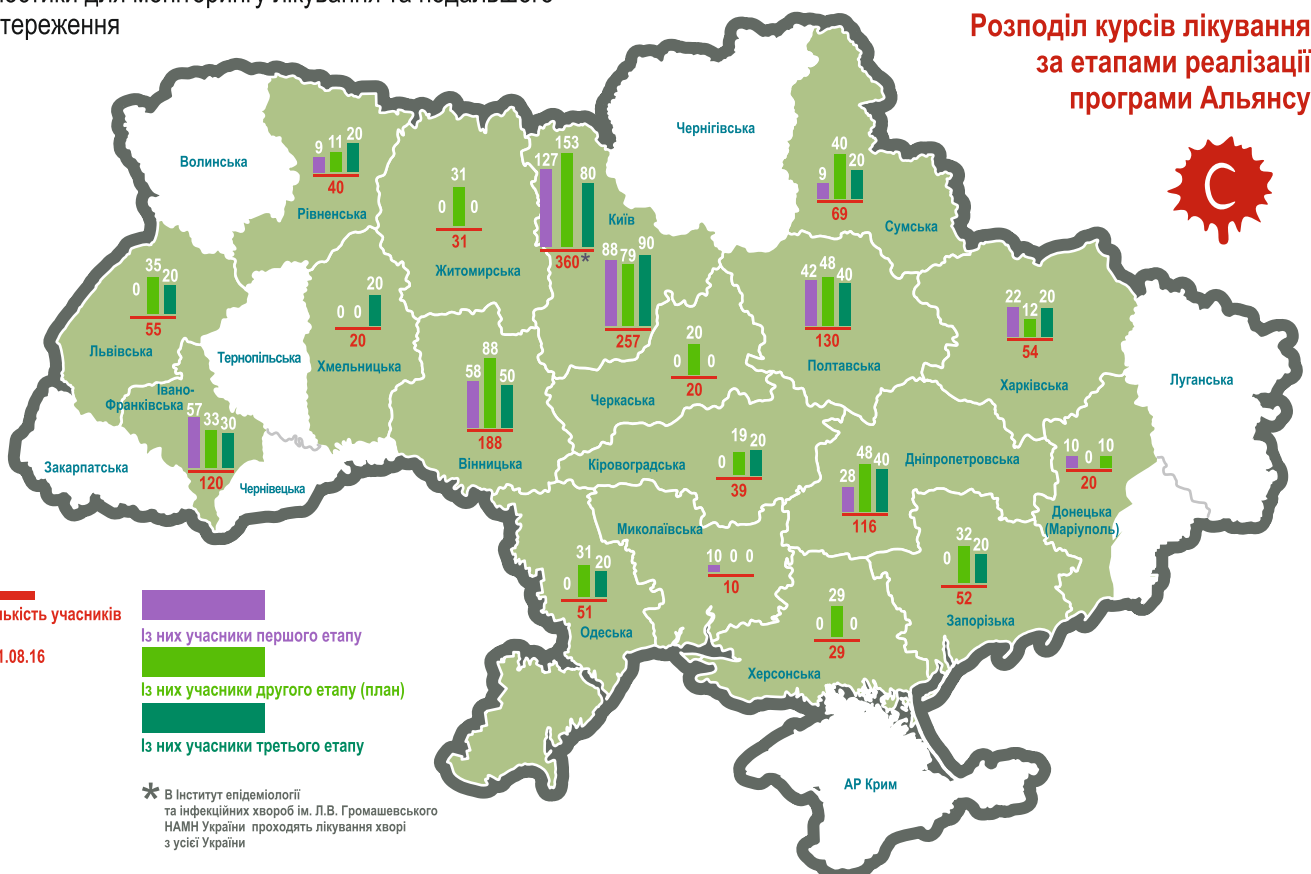 тереження
Розподіл курсів лікування
за етапами реалізації
програми Альянсу
C
Чернігівська
Волинська
9 11 20
40
Рівненська
31
0 0
31
Житомирська
127 153 80
360*
Київ
88 79 90
257
40
9 20
69
Сумська
35
0 20
55
Львівська
Тернопільська
20
0 0
20
Хмельницька
58 88 50
188
Вінницька
20
0 0
20
Черкаська
42 48 40
130
Полтавська
22 12 20
54
Харківська
Луганська
Івано-
Франківська
57 33 30
120
Закарпатська
Чернівецька
Кіровоградська
0 19 20
39
Дніпропетровська
28 48 40
116
10 0 10
20
Донецька
(Маріуполь)
Миколаївська
10 0 0
10
0 31 20
51
Одеська
29
0 0
29
Херсонська
0 32 20
52
Запорізька
АР Крим
учасників
Із них учасники першого етапу
1.08.16
Із них учасники другого етапу (план)
Із них учасники третього етапу
* В Інститут епідеміології
та інфекційних хвороб ім. Л.В. Громашевського
НАМН України проходять лікування хворі
з усієї України